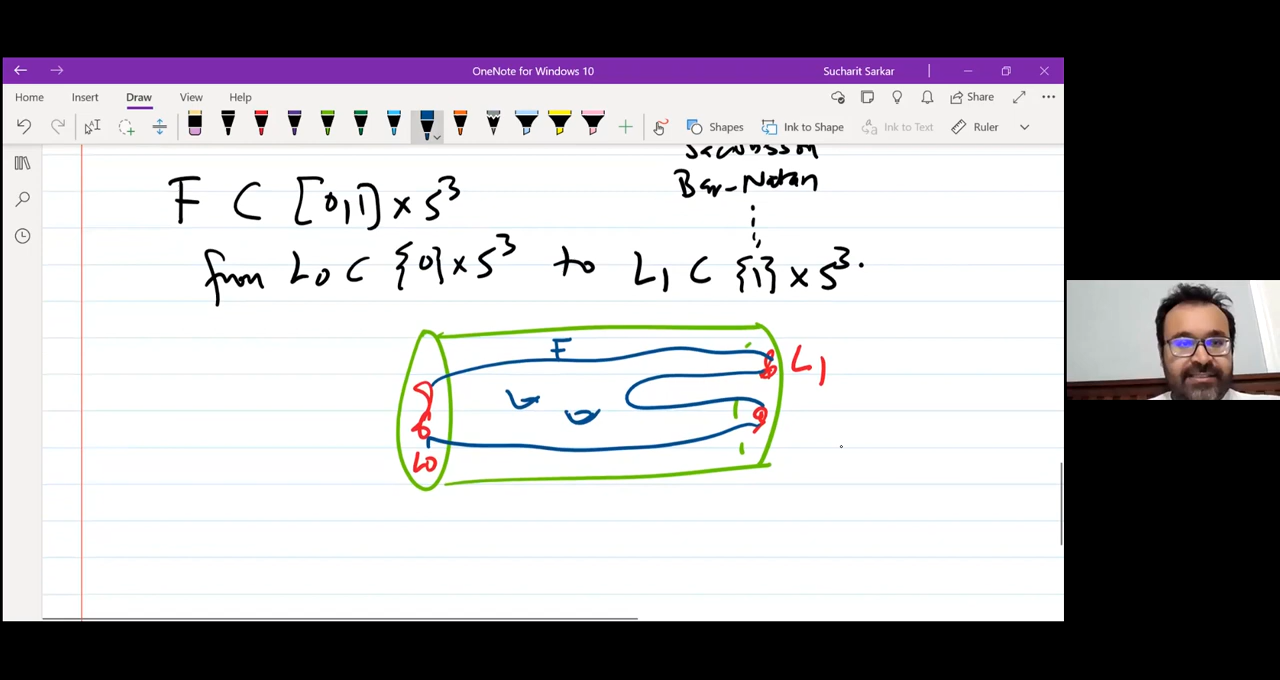 OneNote for Windows 10
Sucharit Sarkar
Home Insert Draw View Help
Share
Shapes Ink to Shape Ink to Text Ruler
Jacobsson
Bar-Natan
F ⊂ [0,1] × S³
from L₀ ⊂ {0} × S³ to L₁ ⊂ {1} × S³.
F
L₁
L₀